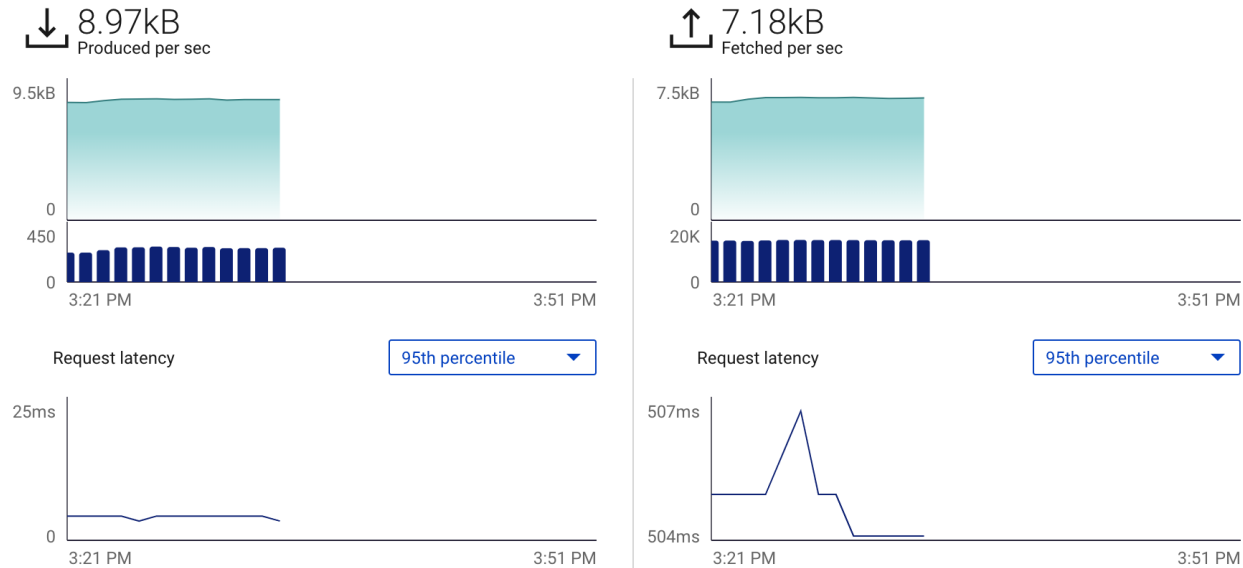 8.97kB
Produced per sec
9.5kB
0
450
0
3:21 PM
3:51 PM
Request latency
95th percentile
25ms
0
3:21 PM
3:51 PM
7.18kB
Fetched per sec
7.5kB
0
20K
0
3:21 PM
3:51 PM
Request latency
95th percentile
507ms
504ms
3:21 PM
3:51 PM